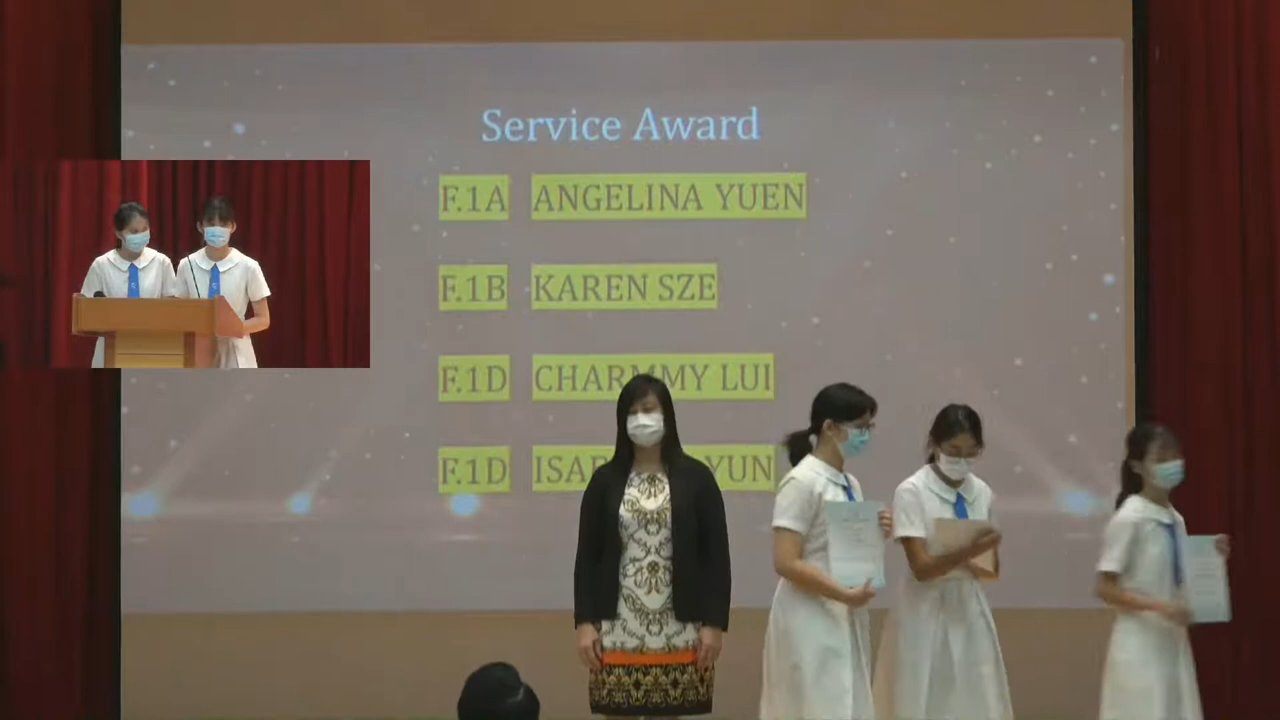 Service Award
F.1A ANGELINA YUEN
F.1B KAREN SZE
F.1D CHARMMY LUI
F.1D YUN